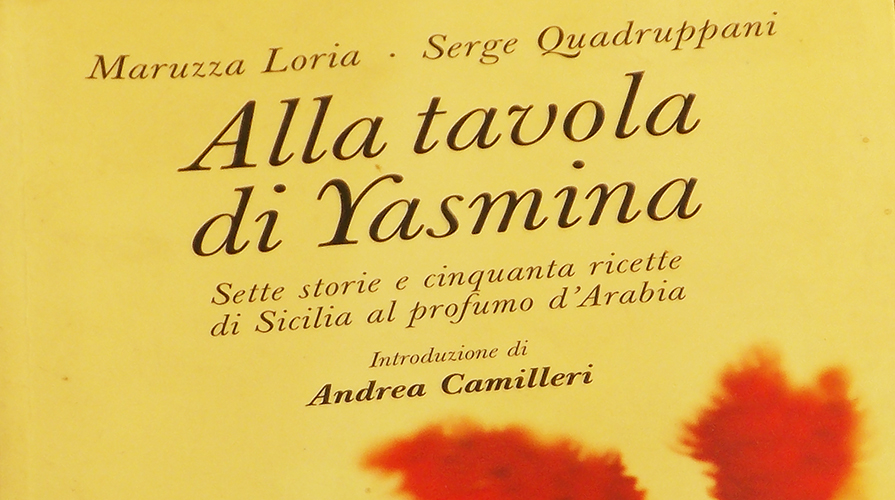 Maruzza Loria · Serge Quadruppani
Alla tavola
di Yasmina
Sette storie e cinquanta ricette
di Sicilia al profumo d'Arabia
Introduzione di
Andrea Camilleri